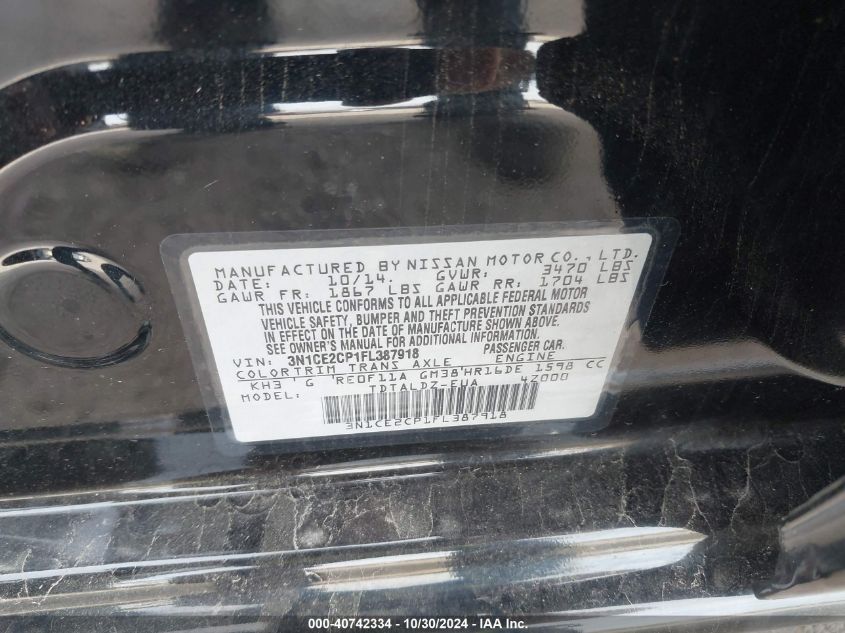 MANUFACTURED BY NISSAN MOTOR CO., LTD.
DATE: 10/14. GVWR: 3470 LBS
GAWR FR: 1867 LBS GAWR RR: 1704 LBS
THIS VEHICLE CONFORMS TO ALL APPLICABLE FEDERAL MOTOR
VEHICLE SAFETY, BUMPER AND THEFT PREVENTION STANDARDS
IN EFFECT ON THE DATE OF MANUFACTURE SHOWN ABOVE.
SEE OWNER'S MANUAL FOR ADDITIONAL INFORMATION.
VIN: 3N1CE2CP1FL387918 PASSENGER CAR.
COLOR TRIM TRANS AXLE ENGINE
KH3 ' G 'RE0F11A GM38'HR16DE 1598 CC
MODEL: TDTALDZ-EUA 42000
3N1CE2CP1FL387918
000-40742334 | 10/30/2024 - IAA Inc.